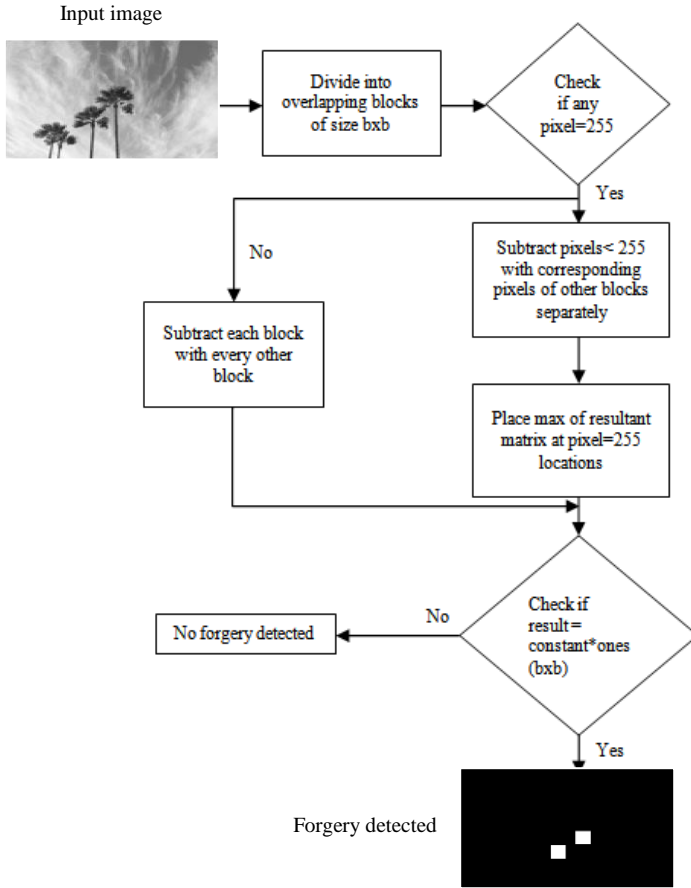 Input image
Divide into
overlapping blocks
of size bxb
Check
if any
pixel=255
Yes
No
Subtract pixels< 255
with corresponding
pixels of other blocks
separately
Subtract each block
with every other
block
Place max of resultant
matrix at pixel=255
locations
Check if
result=
constant*ones
(bxb)
No
No forgery detected
Yes
Forgery detected